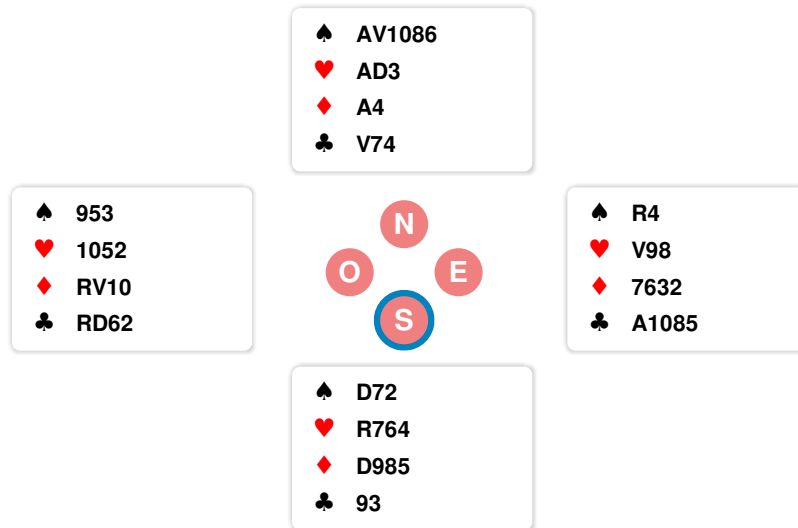 ♠ AV1086
♥ AD3
♦ A4
♣ V74
♠ 953
♥ 1052
♦ RV10
♣ RD62
N
O E
S
♠ R4
♥ V98
♦ 7632
♣ A1085
♠ D72
♥ R764
♦ D985
♣ 93